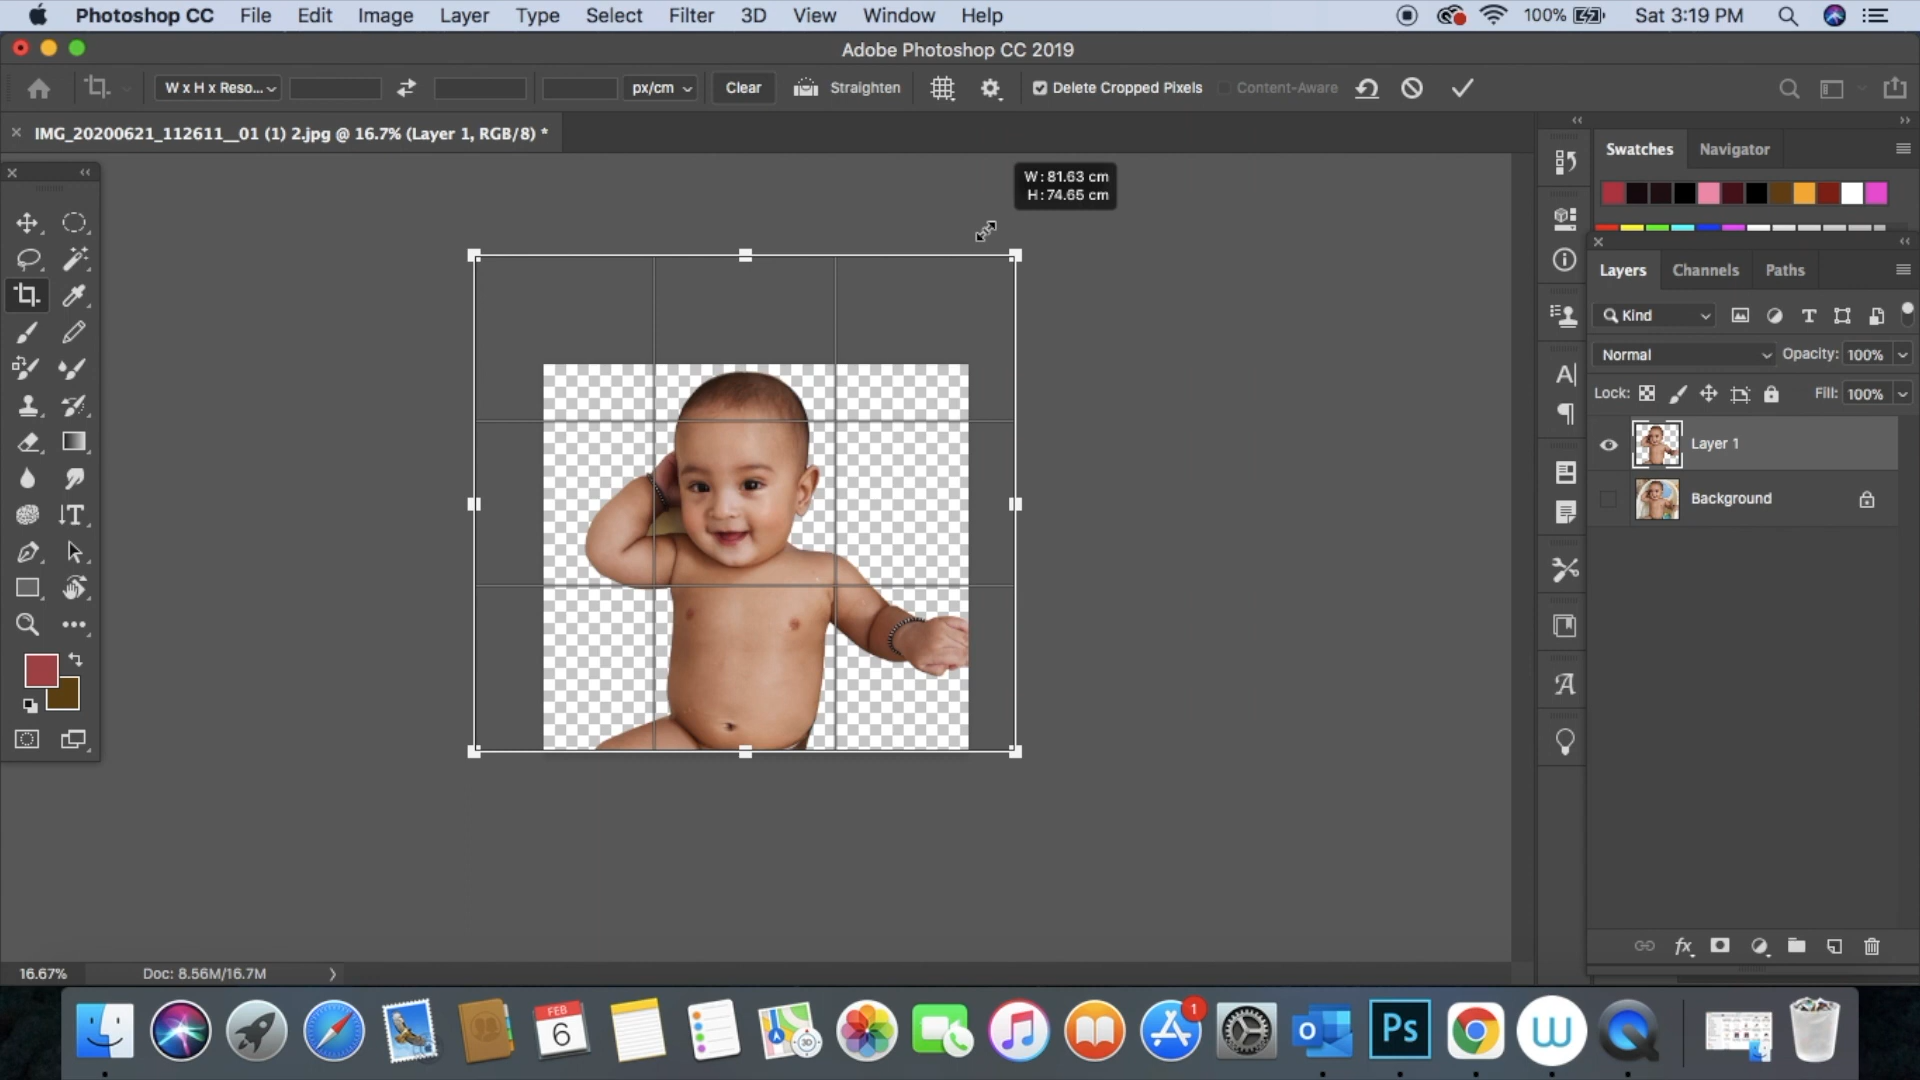 Photoshop CC File Edit Image Layer Type Select Filter 3D View Window Help 100% Sat 3:19 PM
Adobe Photoshop CC 2019
W x H x Reso... px/cm Clear Straighten Delete Cropped Pixels Content-Aware
IMG_20200621_112611__01 (1) 2.jpg @ 16.7% (Layer 1, RGB/8) *
Swatches Navigator
W: 81.63 cm
H: 74.65 cm
Layers Channels Paths
Kind
Normal Opacity: 100%
Lock: Fill: 100%
Layer 1
Background
16.67% Doc: 8.56M/16.7M
FEB
6
3D
1
Ps
W